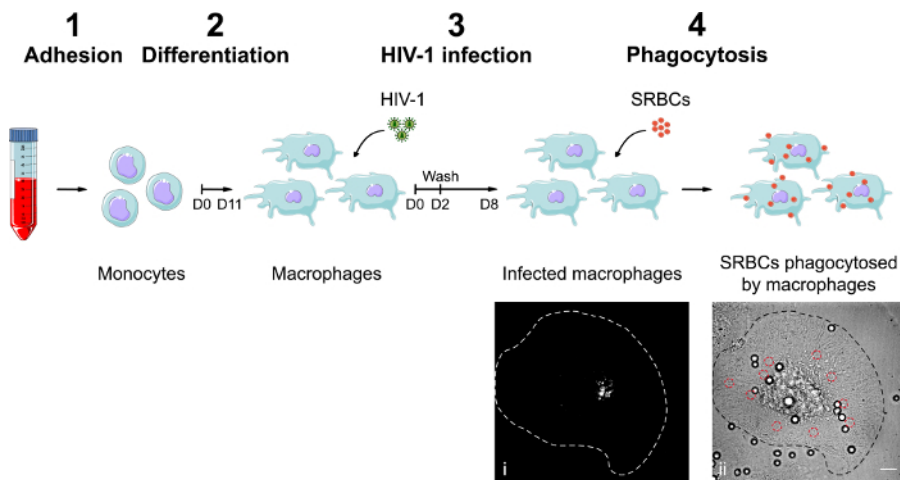 1
Adhesion
2
Differentiation
3
HIV-1 infection
4
Phagocytosis
HIV-1
SRBCs
D0 D11
Wash
D0 D2 D8
Monocytes
Macrophages
Infected macrophages
SRBCs phagocytosed
by macrophages
i
ii